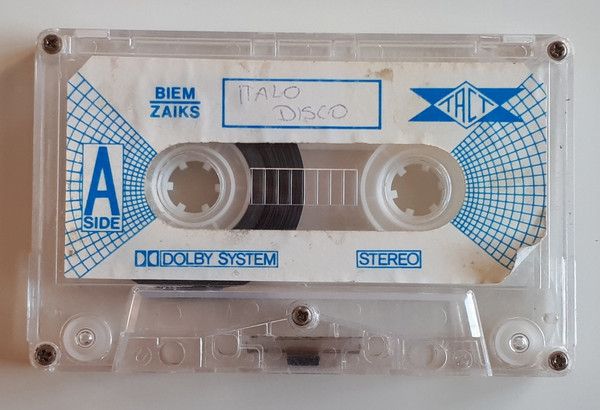 BIEM
ZAIKS
ITALO
DISCO
TACT
A
SIDE
DOLBY SYSTEM
STEREO